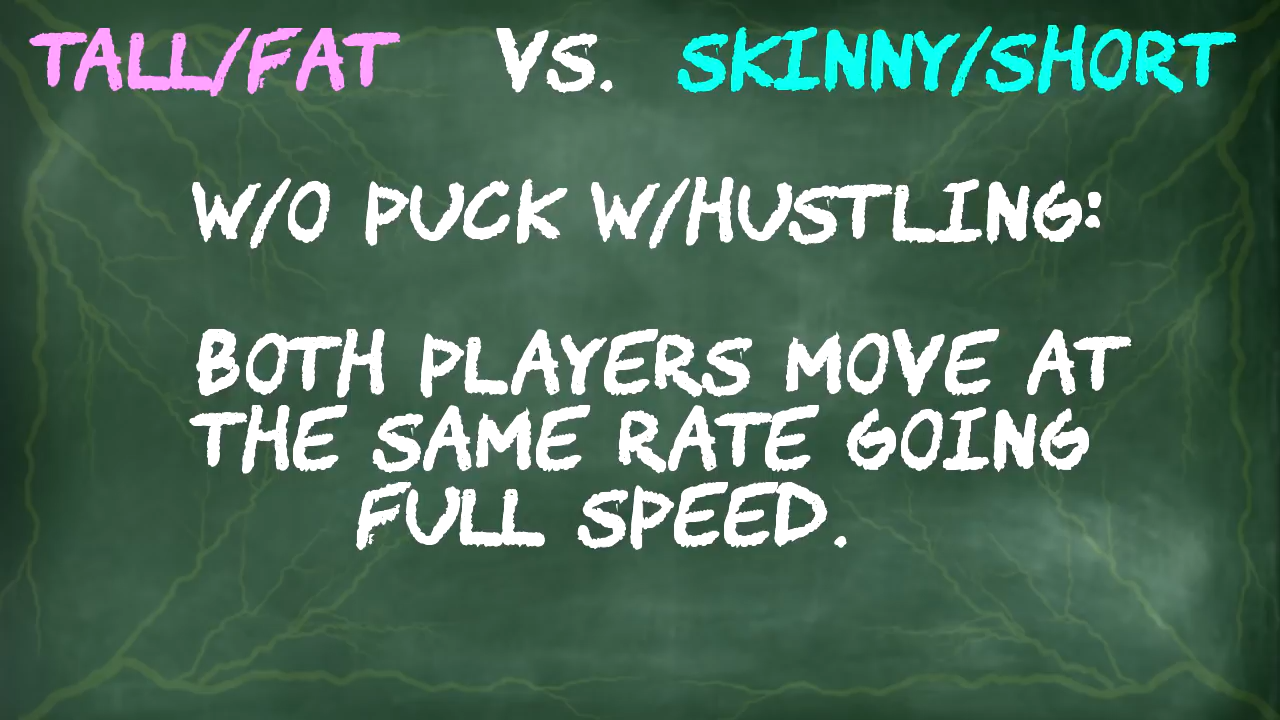 TALL/FAT VS. SKINNY/SHORT
W/O PUCK W/HUSTLING:
BOTH PLAYERS MOVE AT
THE SAME RATE GOING
FULL SPEED.